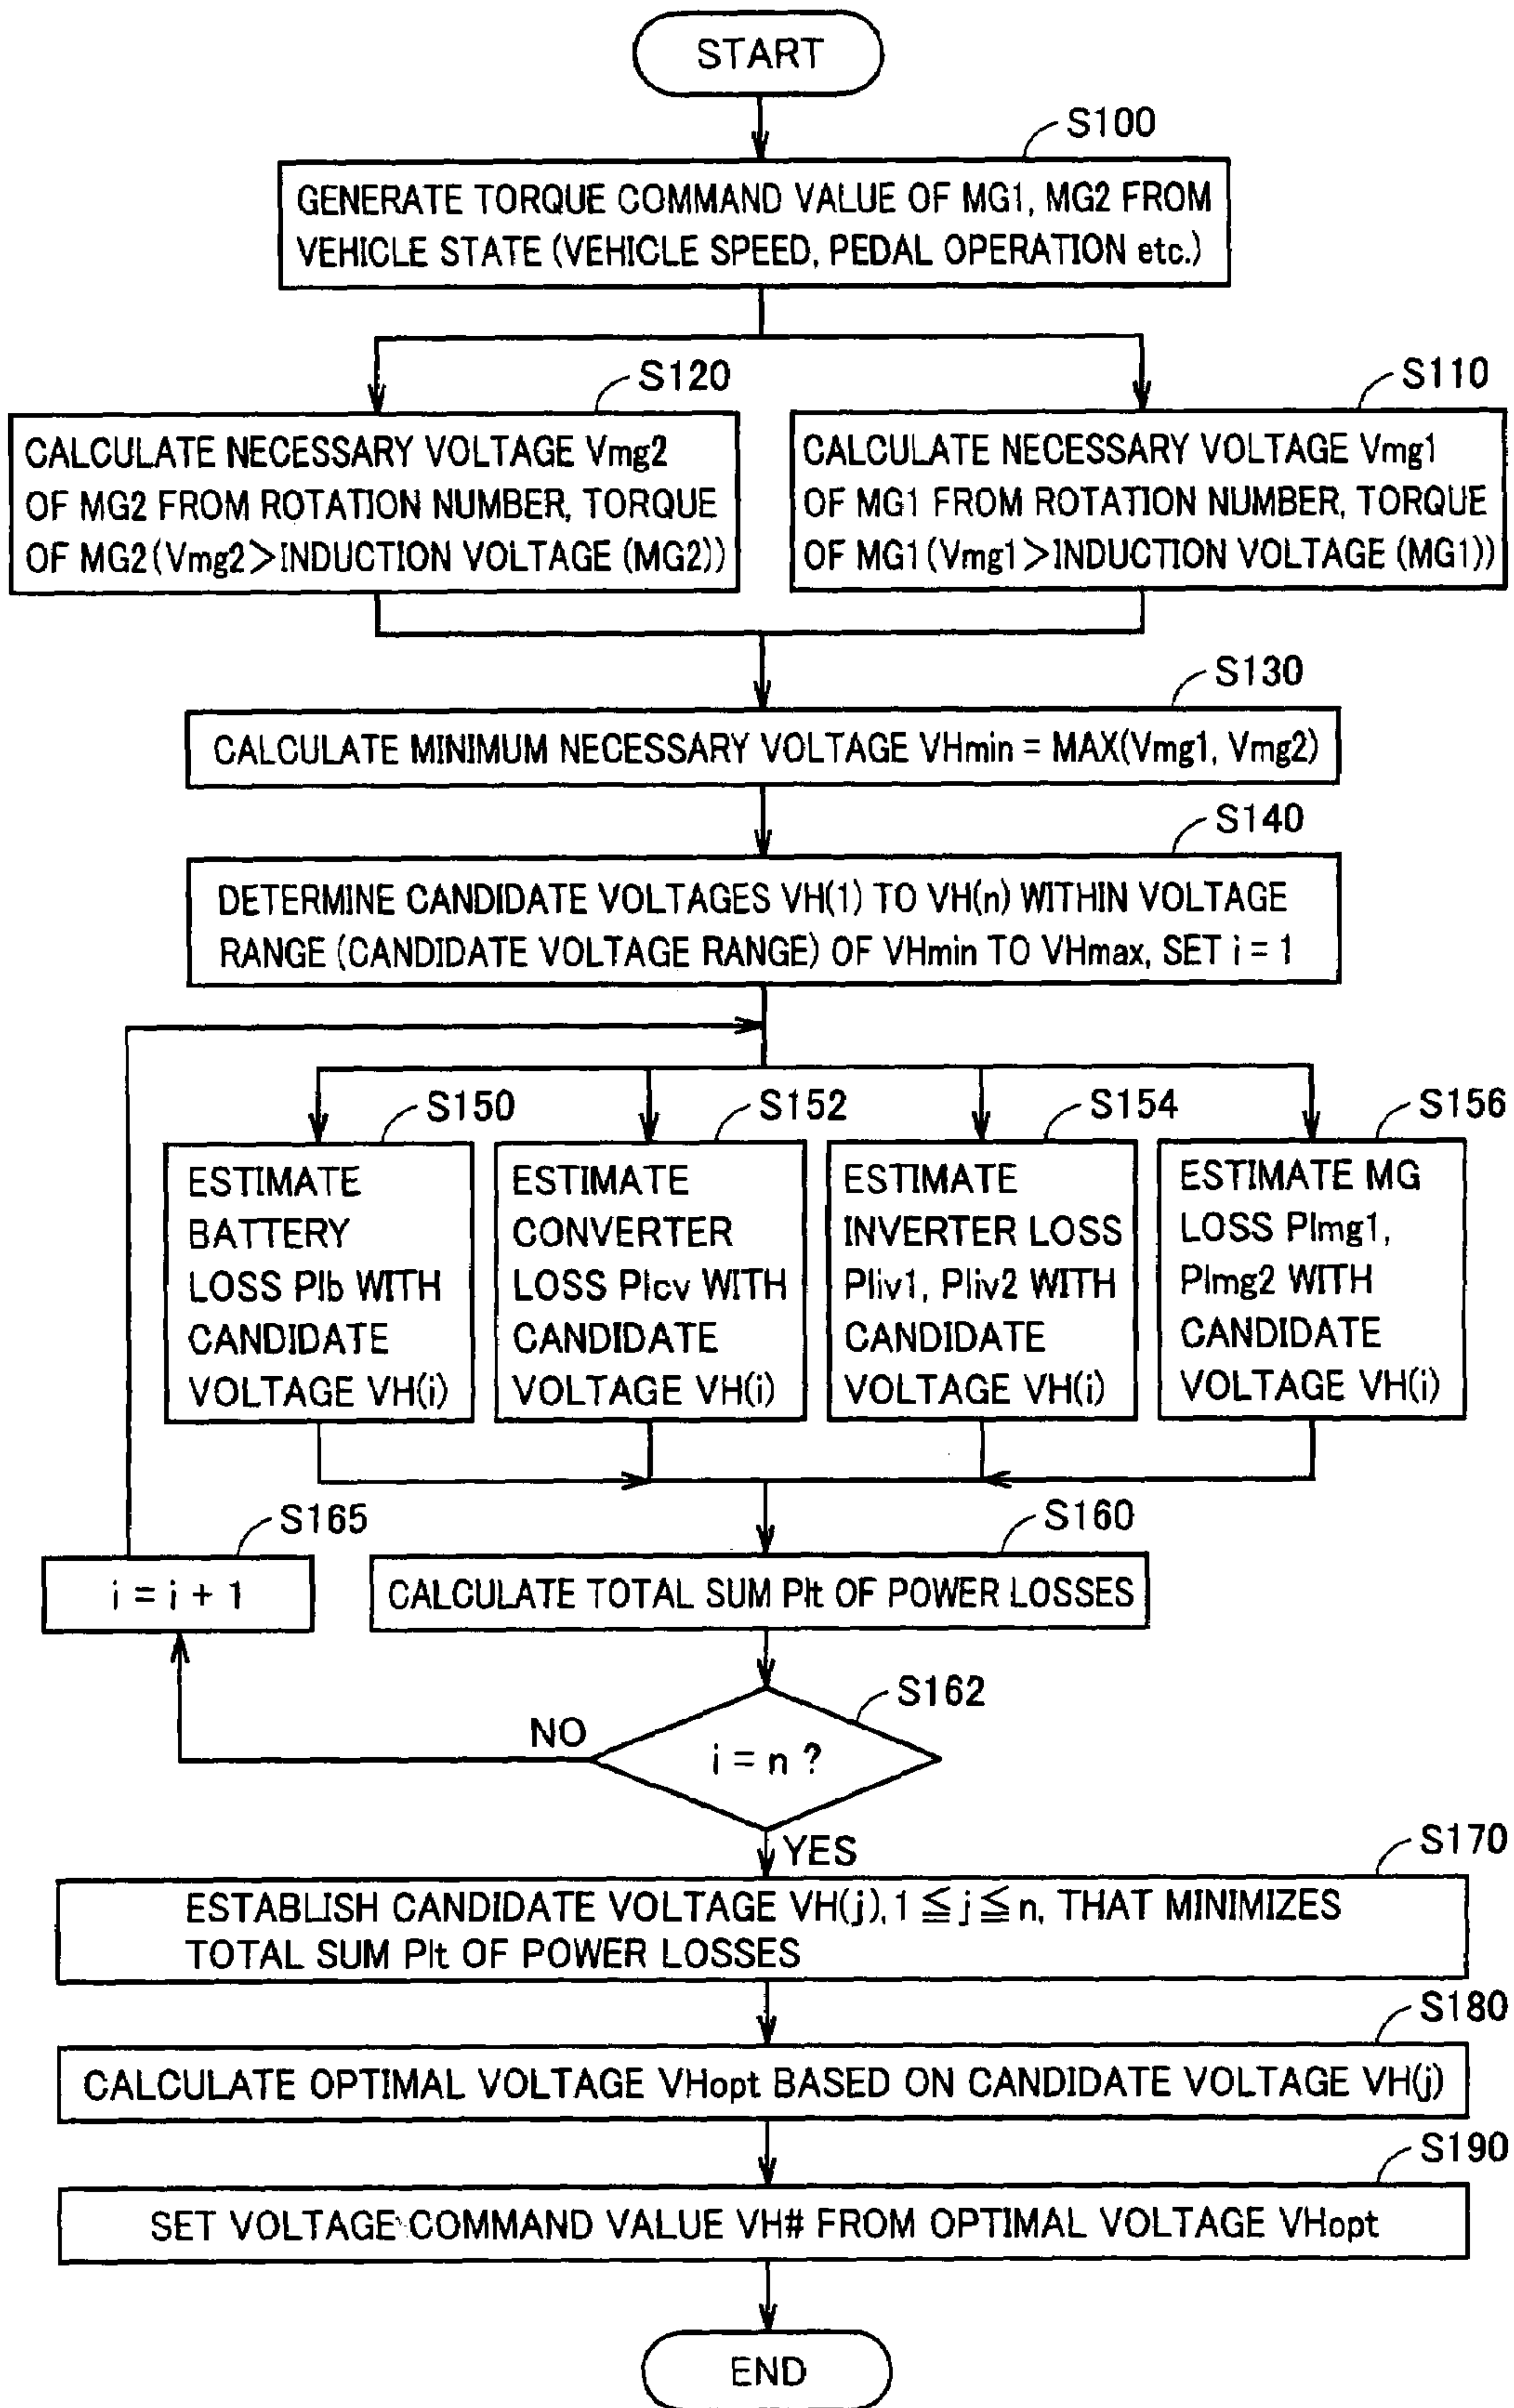 START
S100
GENERATE TORQUE COMMAND VALUE OF MG1, MG2 FROM
VEHICLE STATE (VEHICLE SPEED, PEDAL OPERATION etc.)
S120
CALCULATE NECESSARY VOLTAGE Vmg2
OF MG2 FROM ROTATION NUMBER, TORQUE
OF MG2(Vmg2>INDUCTION VOLTAGE (MG2))
S110
CALCULATE NECESSARY VOLTAGE Vmg1
OF MG1 FROM ROTATION NUMBER, TORQUE
OF MG1(Vmg1>INDUCTION VOLTAGE (MG1))
S130
CALCULATE MINIMUM NECESSARY VOLTAGE VHmin = MAX(Vmg1, Vmg2)
S140
DETERMINE CANDIDATE VOLTAGES VH(1) TO VH(n) WITHIN VOLTAGE
RANGE (CANDIDATE VOLTAGE RANGE) OF VHmin TO VHmax, SET i = 1
S150
ESTIMATE
BATTERY
LOSS Plb WITH
CANDIDATE
VOLTAGE VH(i)
S152
ESTIMATE
CONVERTER
LOSS Plcv WITH
CANDIDATE
VOLTAGE VH(i)
S154
ESTIMATE
INVERTER LOSS
Pliv1, Pliv2 WITH
CANDIDATE
VOLTAGE VH(i)
S156
ESTIMATE MG
LOSS Plmg1,
Plmg2 WITH
CANDIDATE
VOLTAGE VH(i)
S165
i = i + 1
S160
CALCULATE TOTAL SUM Plt OF POWER LOSSES
S162
i = n ?
NO
YES
S170
ESTABLISH CANDIDATE VOLTAGE VH(j), 1 ≦ j ≦ n, THAT MINIMIZES
TOTAL SUM Plt OF POWER LOSSES
S180
CALCULATE OPTIMAL VOLTAGE VHopt BASED ON CANDIDATE VOLTAGE VH(j)
S190
SET VOLTAGE COMMAND VALUE VH# FROM OPTIMAL VOLTAGE VHopt
END